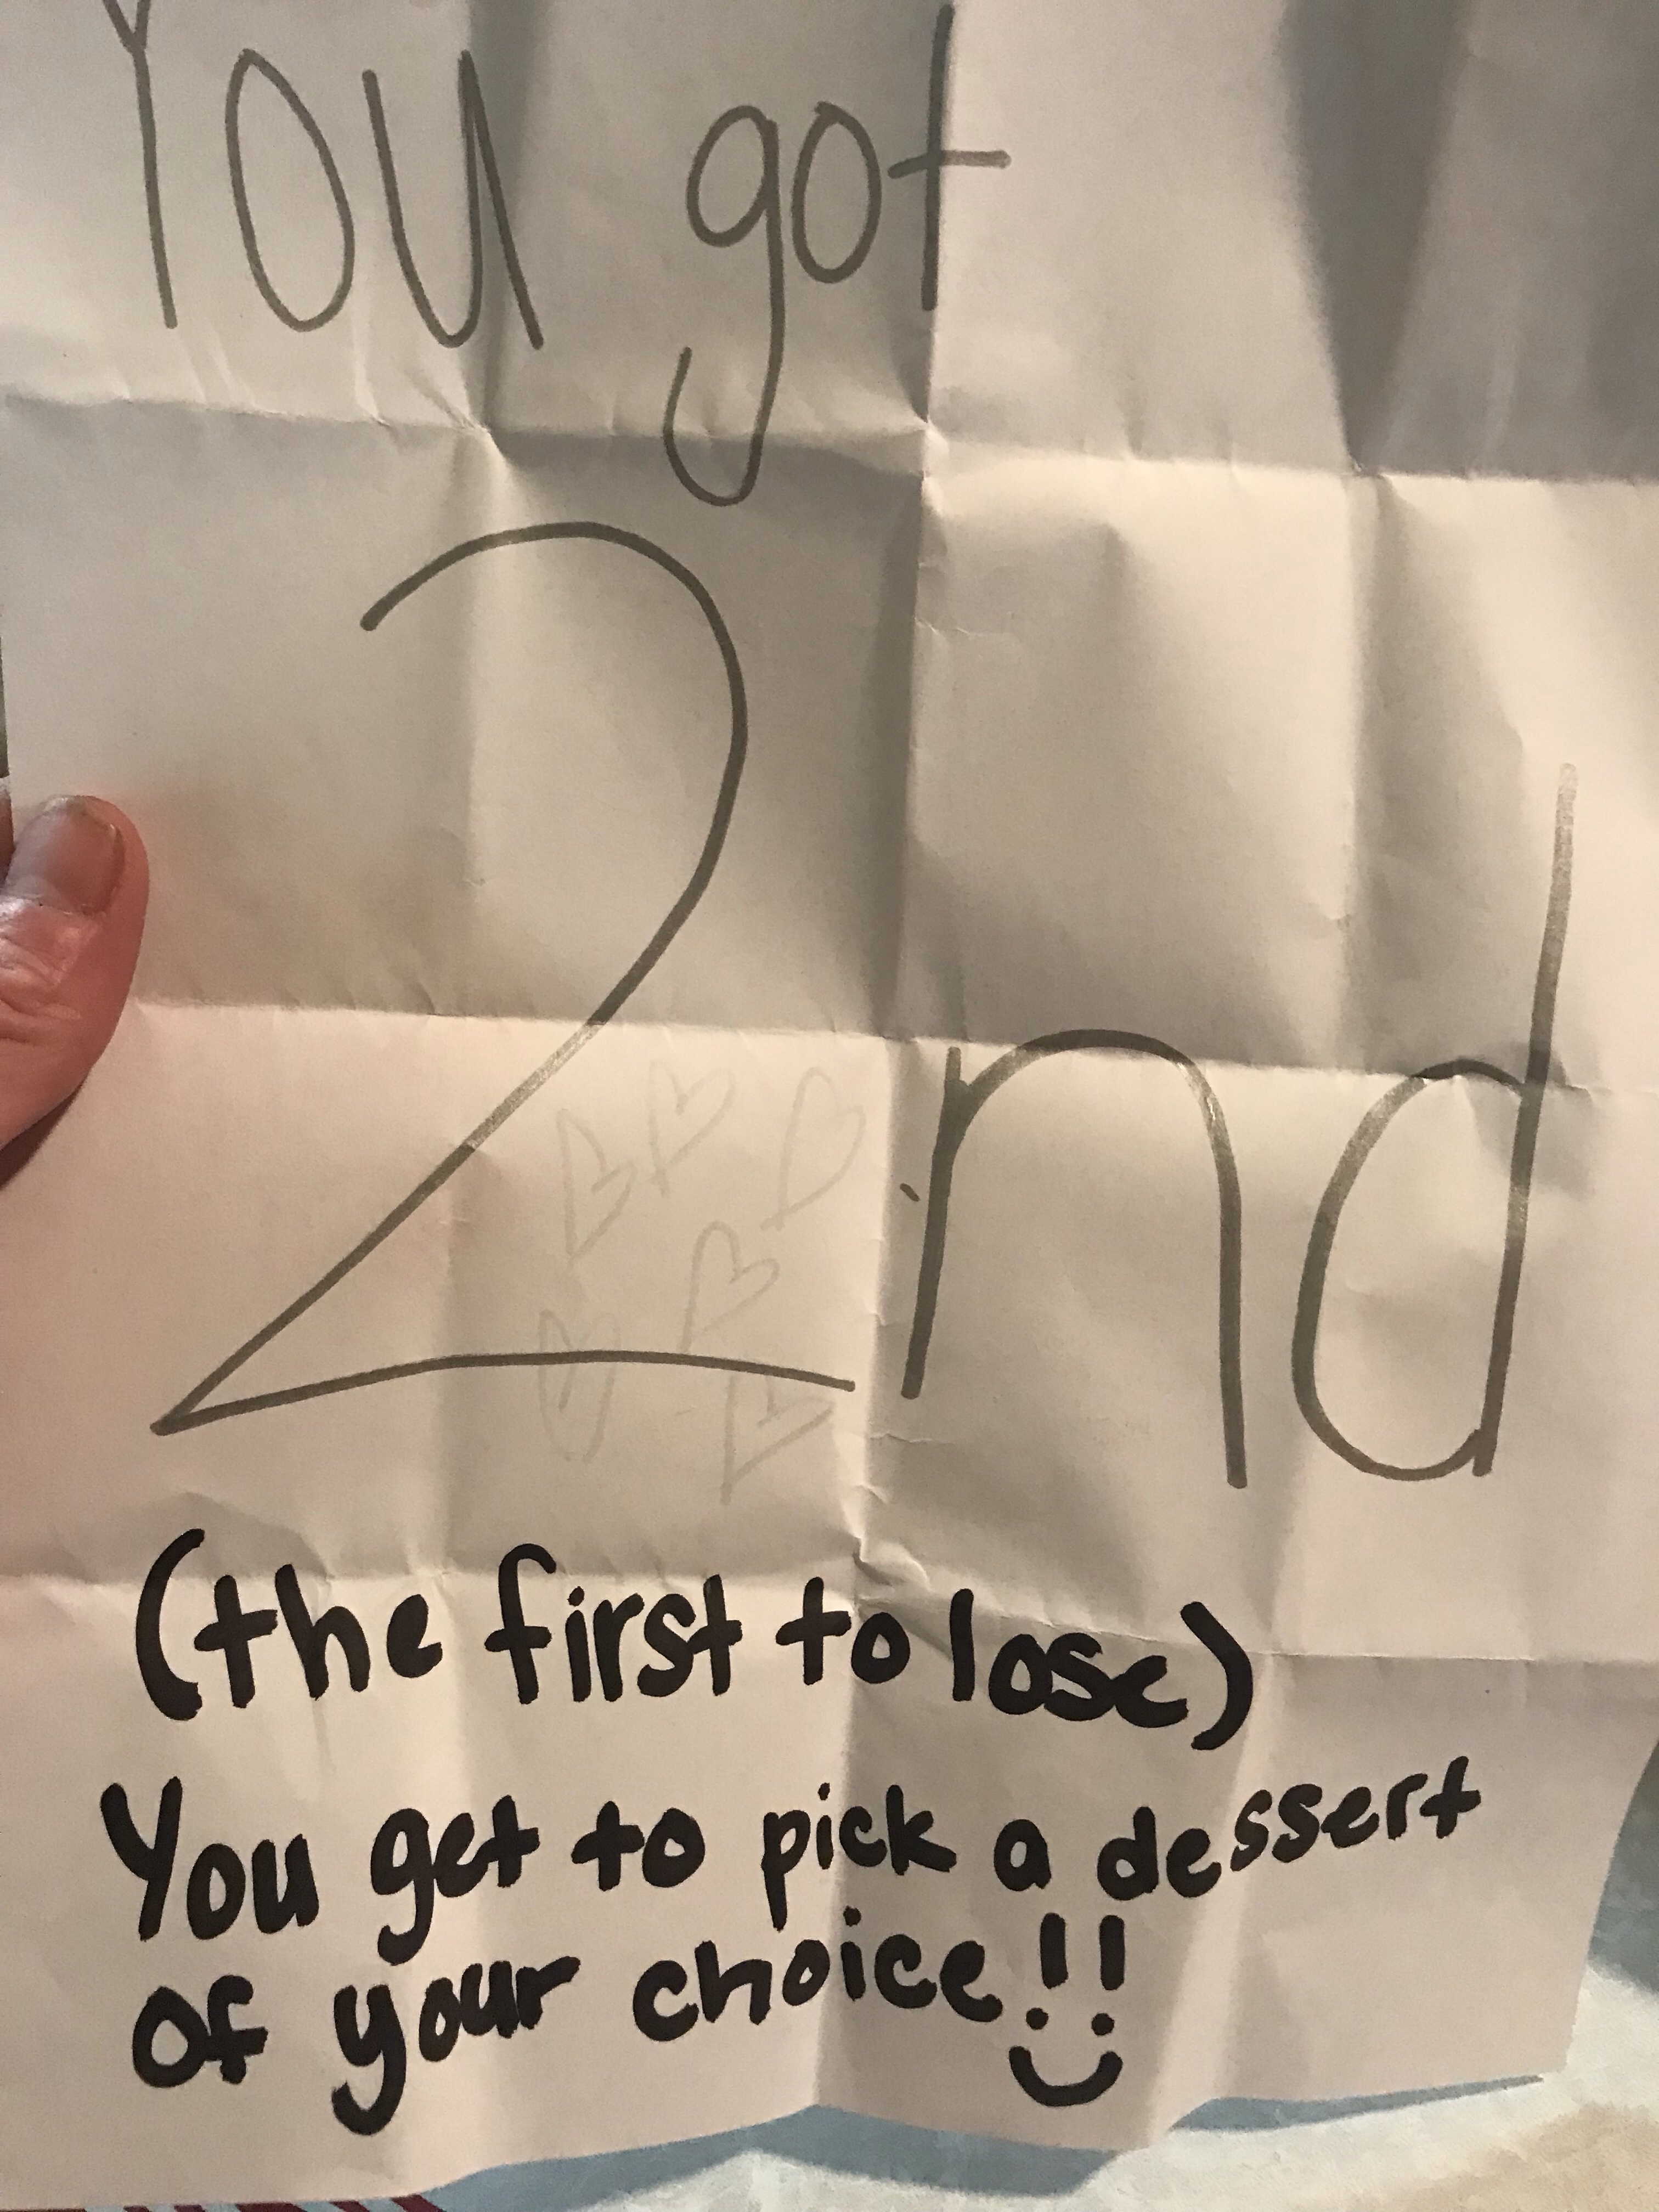 You got
2nd
(the first to lose)
You get to pick a dessert
of your choice!!